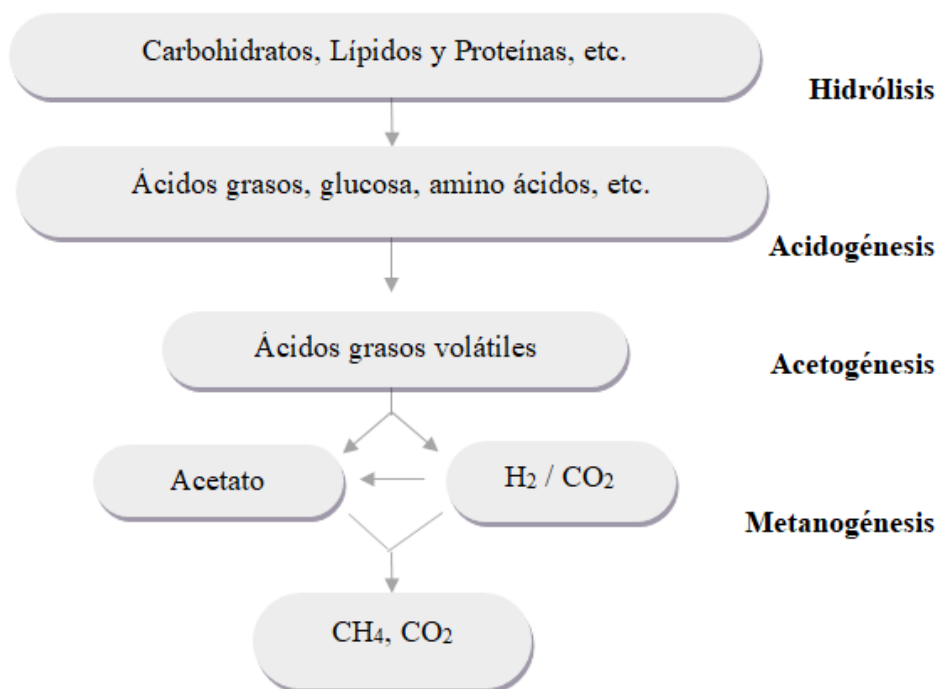 Carbohidratos, Lípidos y Proteínas, etc.
Hidrólisis
Ácidos grasos, glucosa, amino ácidos, etc.
Acidogénesis
Ácidos grasos volátiles
Acetogénesis
Acetato
H2 / CO2
Metanogénesis
CH4, CO2